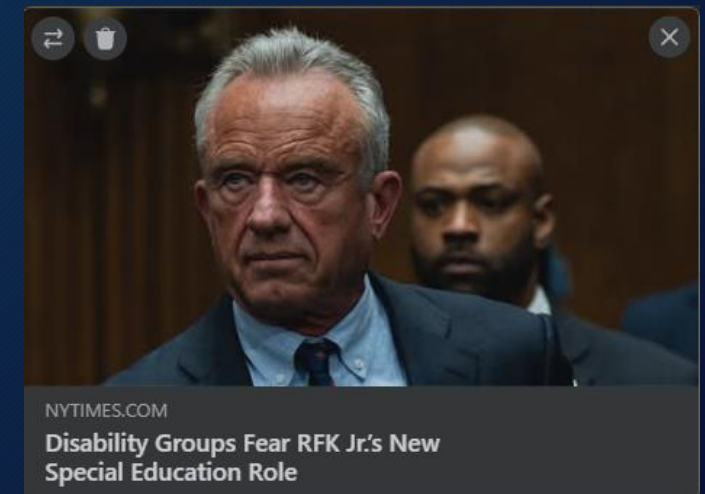 NYTIMES.COM
Disability Groups Fear RFK Jr.'s New
Special Education Role